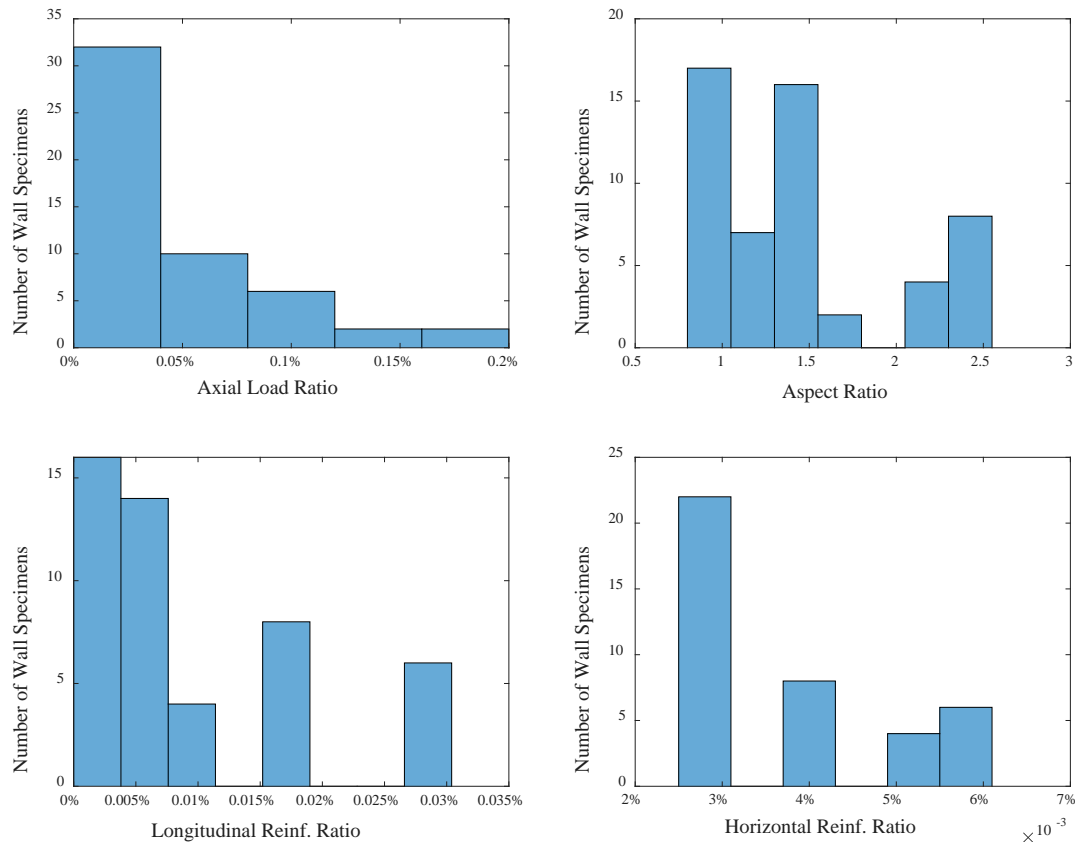 35
30
25
20
15
10
5
0
Number of Wall Specimens
0% 0.05% 0.1% 0.15% 0.2%
Axial Load Ratio
20
15
10
5
0
Number of Wall Specimens
0.5 1 1.5 2 2.5 3
Aspect Ratio
15
10
5
0
Number of Wall Specimens
0% 0.005% 0.01% 0.015% 0.02% 0.025% 0.03% 0.035%
Longitudinal Reinf. Ratio
25
20
15
10
5
0
Number of Wall Specimens
2% 3% 4% 5% 6% 7%
Horizontal Reinf. Ratio
×10 -3